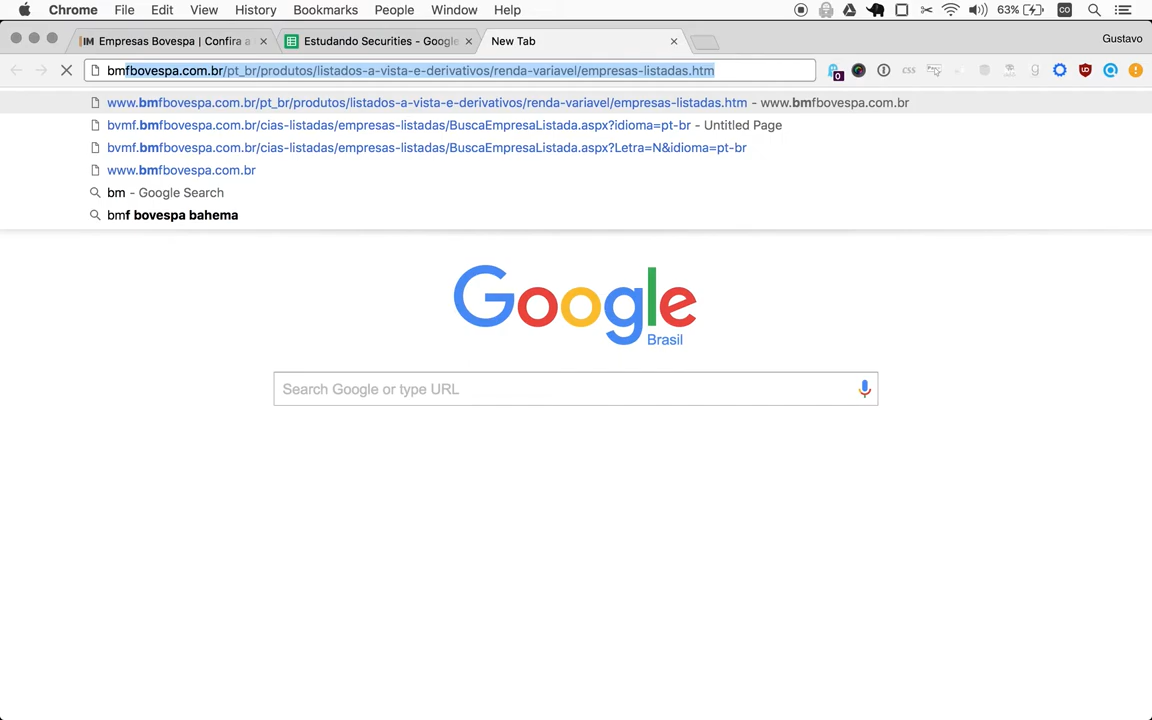 Chrome File Edit View History Bookmarks People Window Help 63%
IM Empresas Bovespa | Confira a Estudando Securities - Google New Tab Gustavo
bmfbovespa.com.br/pt_br/produtos/listados-a-vista-e-derivativos/renda-variavel/empresas-listadas.htm 0 CSS g
www.bmfbovespa.com.br/pt_br/produtos/listados-a-vista-e-derivativos/renda-variavel/empresas-listadas.htm - www.bmfbovespa.com.br
bvmf.bmfbovespa.com.br/cias-listadas/empresas-listadas/BuscaEmpresaListada.aspx?idioma=pt-br - Untitled Page
bvmf.bmfbovespa.com.br/cias-listadas/empresas-listadas/BuscaEmpresaListada.aspx?Letra=N&idioma=pt-br
www.bmfbovespa.com.br
bm - Google Search
bmf bovespa bahema
Google
Brasil
Search Google or type URL